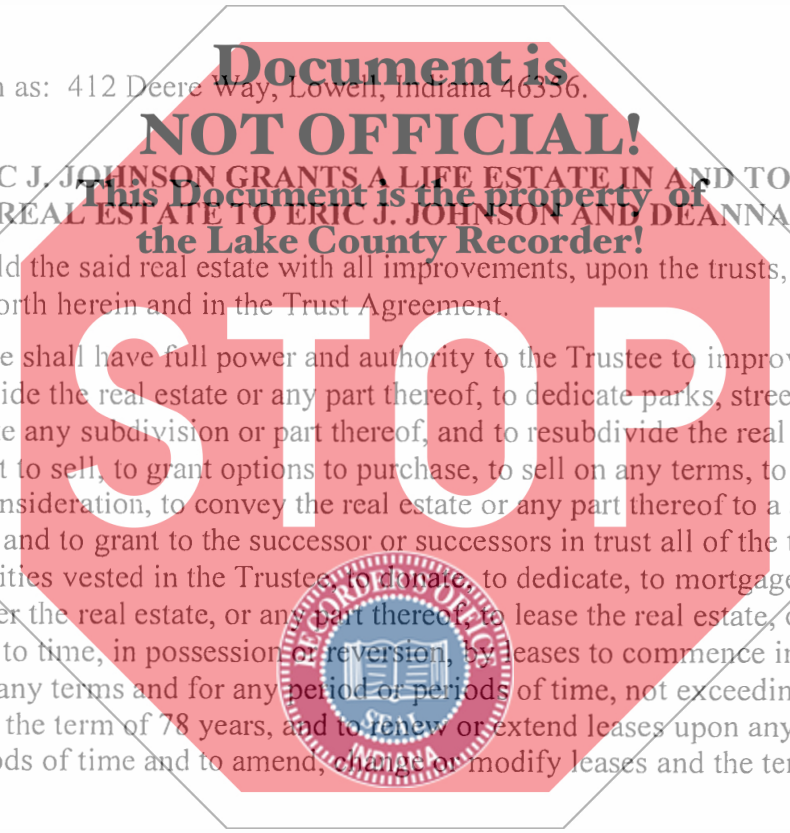 n as: 412 Deere Way, Lowell, Indiana 46356.
Document is
NOT OFFICIAL!
C J. JOHNSON GRANTS A LIFE ESTATE IN AND TO
This Document is the property of
REAL ESTATE TO ERIC J. JOHNSON AND DEANNA
the Lake County Recorder!
ld the said real estate with all improvements, upon the trusts,
orth herein and in the Trust Agreement.
STOP
e shall have full power and authority to the Trustee to improv
ide the real estate or any part thereof, to dedicate parks, stree
e any subdivision or part thereof, and to resubdivide the real
t to sell, to grant options to purchase, to sell on any terms, to
nsideration, to convey the real estate or any part thereof to a
and to grant to the successor or successors in trust all of the t
ities vested in the Trustee, to donate, to dedicate, to mortgage
er the real estate, or any part thereof, to lease the real estate, o
to time, in possession or reversion, by leases to commence in
any terms and for any period or periods of time, not exceedin
the term of 78 years, and to renew or extend leases upon any
ods of time and to amend, change or modify leases and the ter
RECORDER'S OFFICE
SEAL
INDIANA